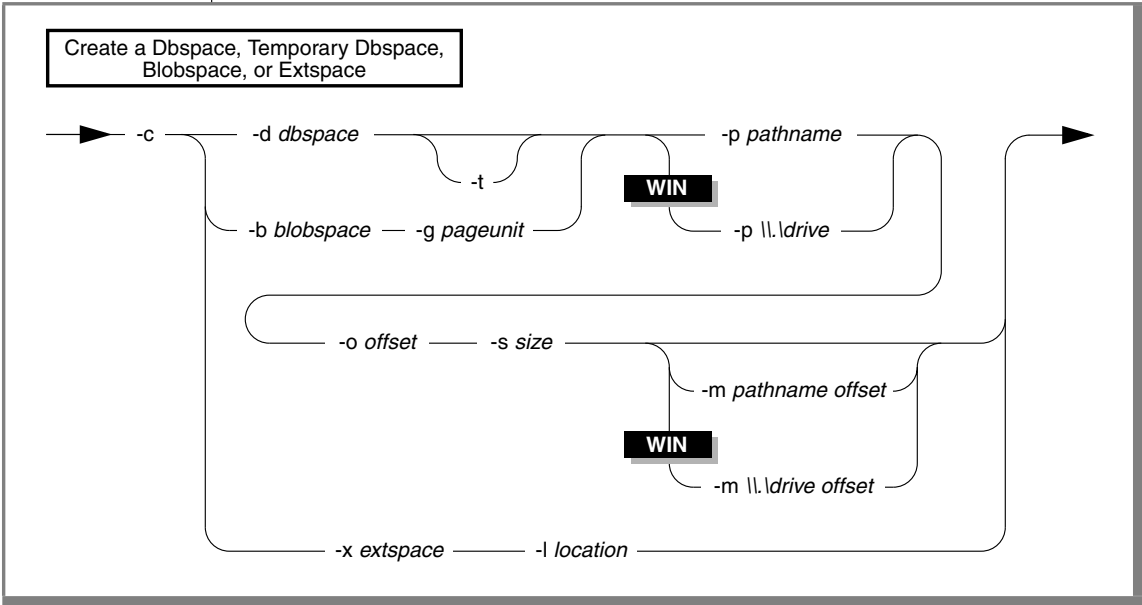 Create a Dbspace, Temporary Dbspace,
Blobspace, or Extspace
-c -d dbspace -p pathname
-t
WIN
-b blobspace -g pageunit -p \\.\drive
-o offset -s size
-m pathname offset
WIN
-m \\.\drive offset
-x extspace -l location